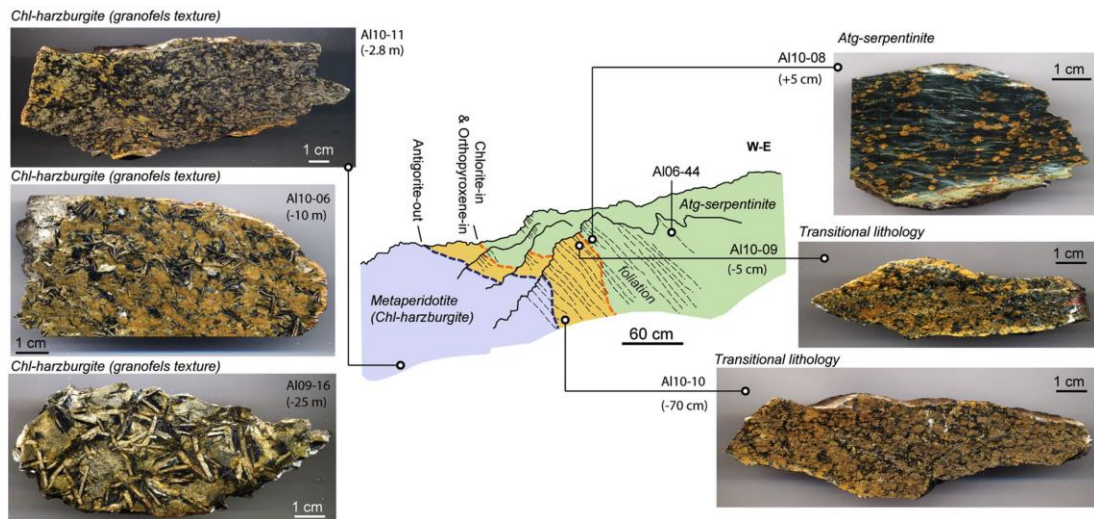 Chl-harzburgite (granofels texture)
Al10-11
(-2.8 m)
1 cm
Chl-harzburgite (granofels texture)
Al10-06
(-10 m)
1 cm
Chl-harzburgite (granofels texture)
Al09-16
(-25 m)
1 cm
Antigorite-out
Chlorite-in
& Orthopyroxene-in
W-E
Al06-44
Atg-serpentinite
foliation
Metaperidotite
(Chl-harzburgite)
60 cm
Atg-serpentinite
Al10-08
(+5 cm)
1 cm
Transitional lithology
Al10-09
(-5 cm)
1 cm
Transitional lithology
Al10-10
(-70 cm)
1 cm